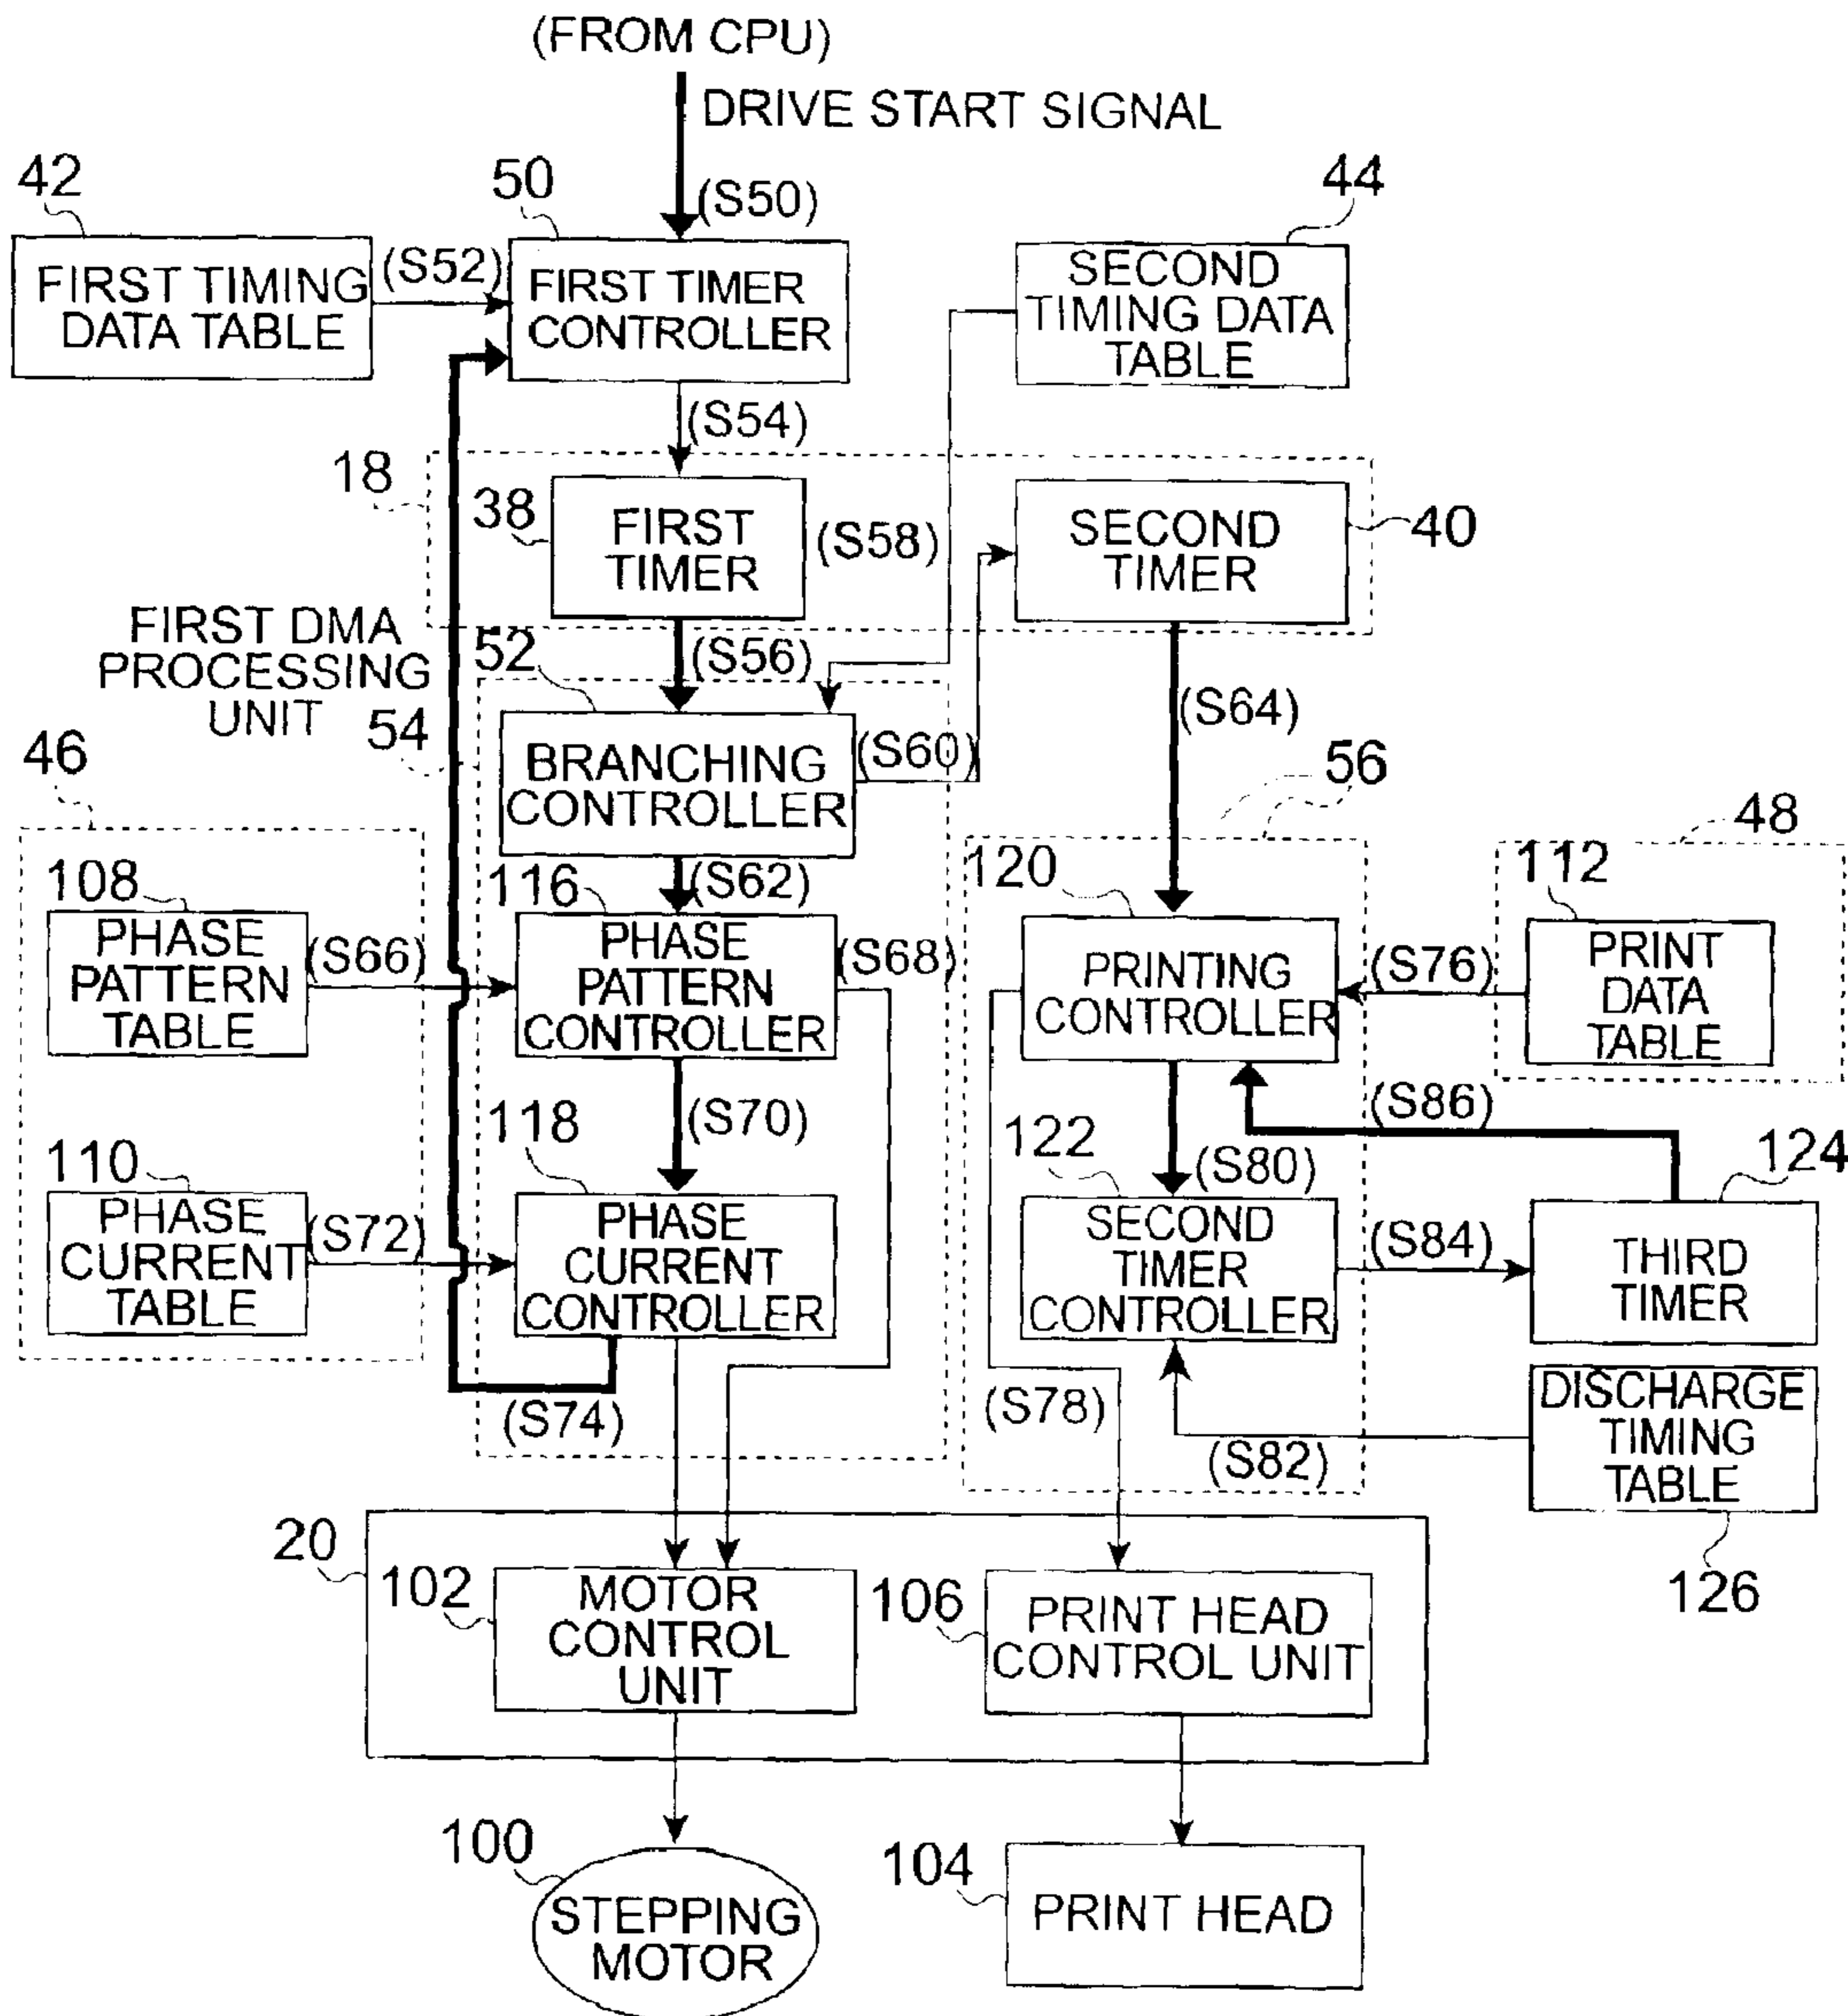 (FROM CPU)
DRIVE START SIGNAL
(S50)
42
50
44
FIRST TIMING
DATA TABLE
(S52)
FIRST TIMER
CONTROLLER
SECOND
TIMING DATA
TABLE
(S54)
18
38
FIRST
TIMER
(S58)
SECOND
TIMER
40
FIRST DMA
PROCESSING
UNIT
52
(S56)
54
(S64)
46
BRANCHING
CONTROLLER
(S60)
56
48
108
PHASE
PATTERN
TABLE
(S66)
116
(S62)
PHASE
PATTERN
CONTROLLER
(S68)
120
PRINTING
CONTROLLER
(S76)
112
PRINT
DATA
TABLE
(S70)
(S86)
110
PHASE
CURRENT
TABLE
(S72)
118
PHASE
CURRENT
CONTROLLER
122
(S80)
SECOND
TIMER
CONTROLLER
(S84)
124
THIRD
TIMER
(S74)
(S78)
(S82)
DISCHARGE
TIMING
TABLE
126
20
102
MOTOR
CONTROL
UNIT
106
PRINT HEAD
CONTROL UNIT
100
STEPPING
MOTOR
104
PRINT HEAD